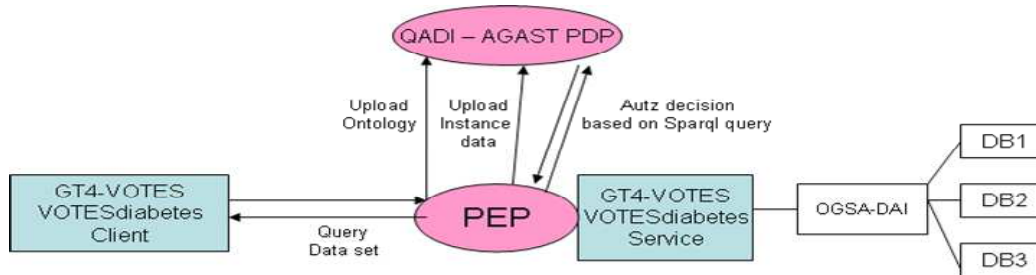 QADI – AGAST PDP
Upload
Ontology
Upload
Instance
data
Autz decision
based on Sparql query
GT4-VOTES
VOTESdiabetes
Client
Query
Data set
PEP
GT4-VOTES
VOTESdiabetes
Service
OGSA-DAI
DB1
DB2
DB3